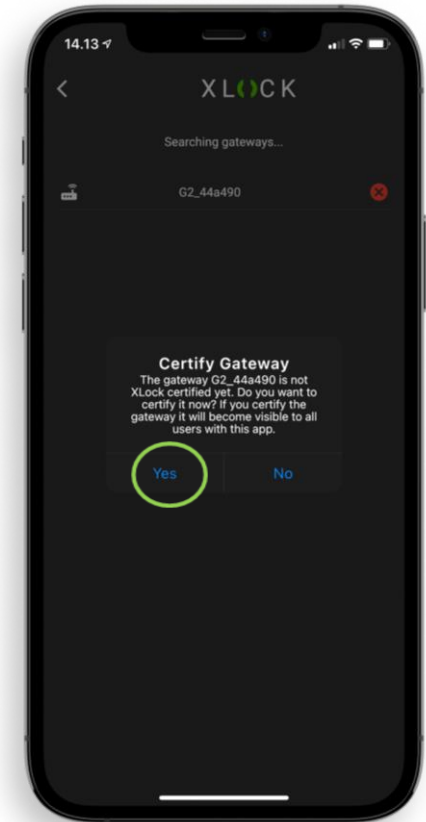 14.13
XLOCK
Searching gateways...
G2_44a490
Certify Gateway
The gateway G2_44a490 is not
XLock certified yet. Do you want to
certify it now? If you certify the
gateway it will become visible to all
users with this app.
Yes No